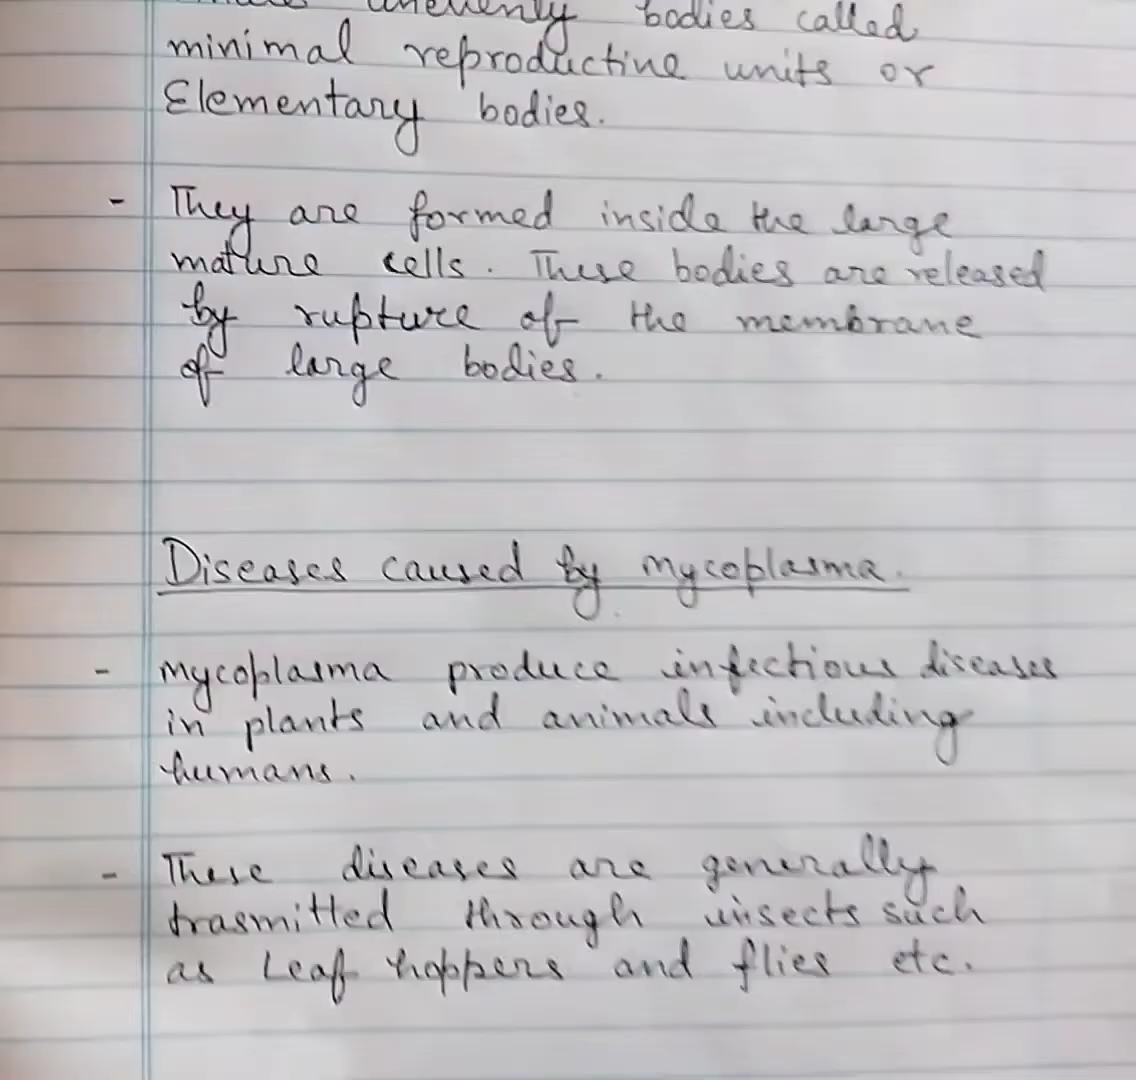 bodies called
minimal reproductive units or
Elementary bodies.
- They are formed inside the large
mature cells. These bodies are released
by rupture of the membrane
of large bodies.
Diseases caused by mycoplasma.
- Mycoplasma produce infectious diseases
in plants and animals including
humans.
- These diseases are generally
trasmitted through insects such
as Leaf hoppers and flies etc.